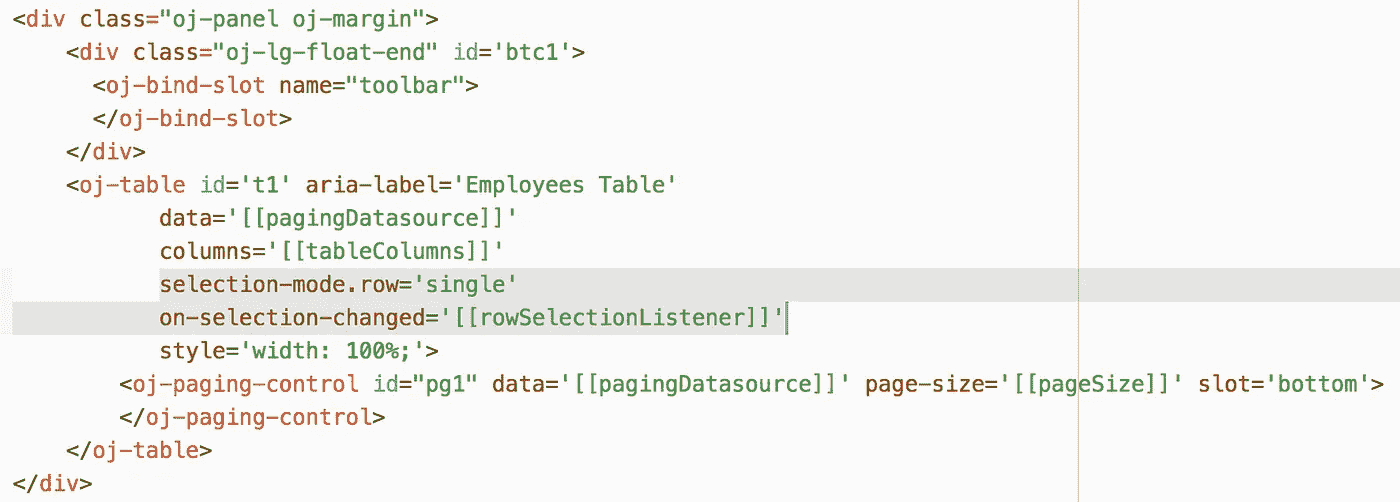 <div class="oj-panel oj-margin">
    <div class="oj-lg-float-end" id='btc1'>
      <oj-bind-slot name="toolbar">
      </oj-bind-slot>
    </div>
    <oj-table id='t1' aria-label='Employees Table'
           data='[[pagingDatasource]]'
           columns='[[tableColumns]]'
           selection-mode.row='single'
           on-selection-changed='[[rowSelectionListener]]'
           style='width: 100%;'>
        <oj-paging-control id="pg1" data='[[pagingDatasource]]' page-size='[[pageSize]]' slot='bottom'>
        </oj-paging-control>
    </oj-table>
</div>